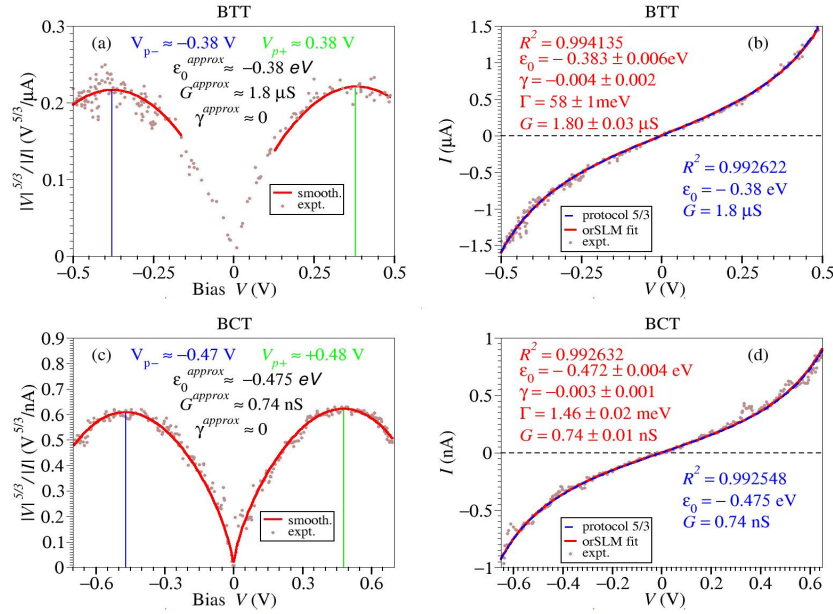 BTT
(a)
V_{p−} ≈ −0.38 V
V_{p+} ≈ 0.38 V
ε_0^{approx} ≈ −0.38 eV
G^{approx} ≈ 1.8 μS
γ^{approx} ≈ 0
smooth.
expt.
|V|^{5/3}/|I| (V^{5/3}/μA)
0.3
0.2
0.1
0
−0.5
−0.25
0
0.25
0.5
Bias V (V)
BTT
(b)
R^2 = 0.994135
ε_0 = −0.383 ± 0.006eV
γ = −0.004 ± 0.002
Γ = 58 ± 1meV
G = 1.80 ± 0.03 μS
R^2 = 0.992622
ε_0 = −0.38 eV
G = 1.8 μS
protocol 5/3
orSLM fit
expt.
I (μA)
1.5
1
0.5
0
−0.5
−1
−1.5
−0.5
−0.25
0
0.25
0.5
V (V)
BCT
(c)
V_{p−} ≈ −0.47 V
V_{p+} ≈ +0.48 V
ε_0^{approx} ≈ −0.475 eV
G^{approx} ≈ 0.74 nS
γ^{approx} ≈ 0
smooth.
expt.
|V|^{5/3}/|I| (V^{5/3}/nA)
0.9
0.8
0.7
0.6
0.5
0.4
0.3
0.2
0.1
0
−0.6
−0.3
0
0.3
0.6
Bias V (V)
BCT
(d)
R^2 = 0.992632
ε_0 = −0.472 ± 0.004 eV
γ = −0.003 ± 0.001
Γ = 1.46 ± 0.02 meV
G = 0.74 ± 0.01 nS
R^2 = 0.992548
ε_0 = −0.475 eV
G = 0.74 nS
protocol 5/3
orSLM fit
expt.
I (nA)
1
0.5
0
−0.5
−1
−0.6
−0.4
−0.2
0
0.2
0.4
0.6
V (V)